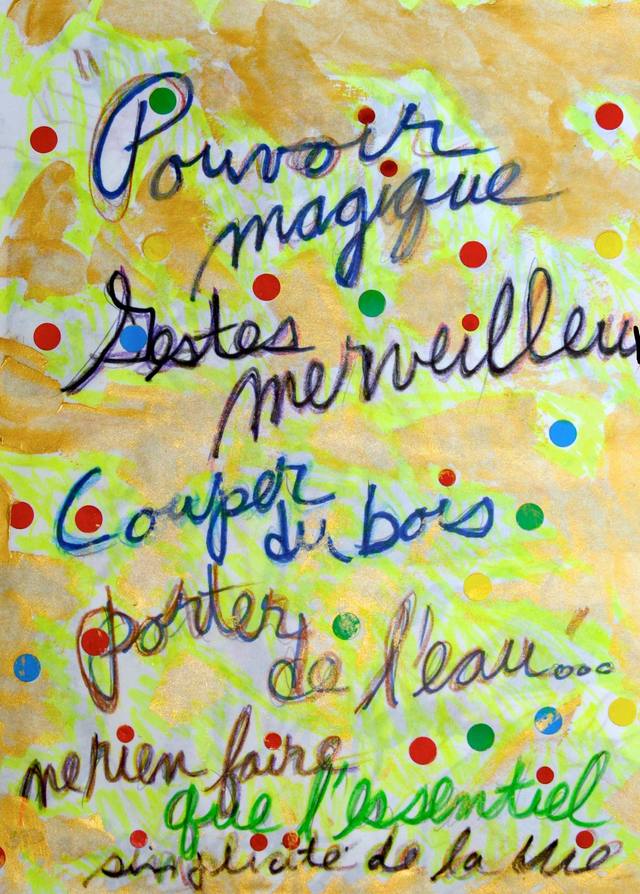 Pouvoir
magique
Gestes
merveilleux
Couper
du bois
porter
de l'eau...
ne rien faire
que l'essentiel
simplicité de la vie